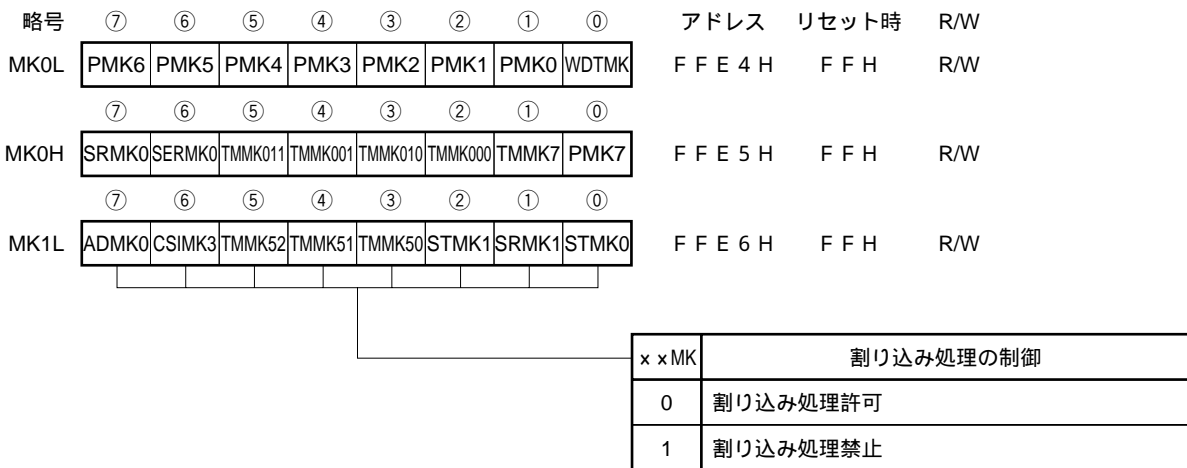 略号 ⑦ ⑥ ⑤ ④ ③ ② ① ⓪ アドレス リセット時 R/W
MK0L PMK6 PMK5 PMK4 PMK3 PMK2 PMK1 PMK0 WDTMK FFE4H FFH R/W
⑦ ⑥ ⑤ ④ ③ ② ① ⓪
MK0H SRMK0 SERMK0 TMMK011 TMMK001 TMMK010 TMMK000 TMMK7 PMK7 FFE5H FFH R/W
⑦ ⑥ ⑤ ④ ③ ② ① ⓪
MK1L ADMK0 CSIMK3 TMMK52 TMMK51 TMMK50 STMK1 SRMK1 STMK0 FFE6H FFH R/W
××MK 割り込み処理の制御
0 割り込み処理許可
1 割り込み処理禁止